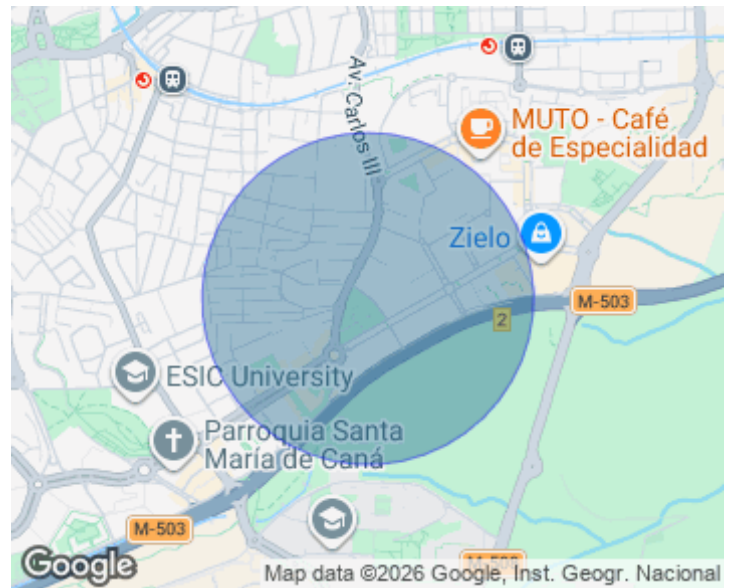 Av. Carlos III
MUTO - Café
de Especialidad
Zielo
M-503
2
ESIC University
Parroquia Santa
María de Caná
M-503
Google
Map data ©2026 Google, Inst. Geogr. Nacional